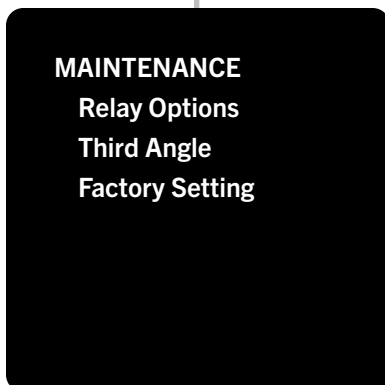 MAINTENANCE
Relay Options
Third Angle
Factory Setting